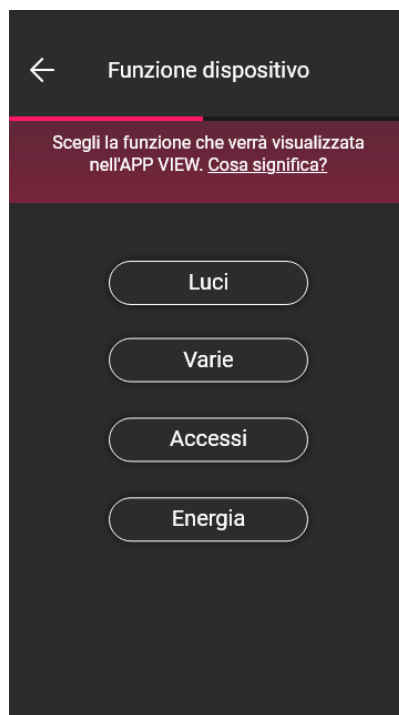 Funzione dispositivo
Scegli la funzione che verrà visualizzata
nell'APP VIEW. Cosa significa?
Luci
Varie
Accessi
Energia